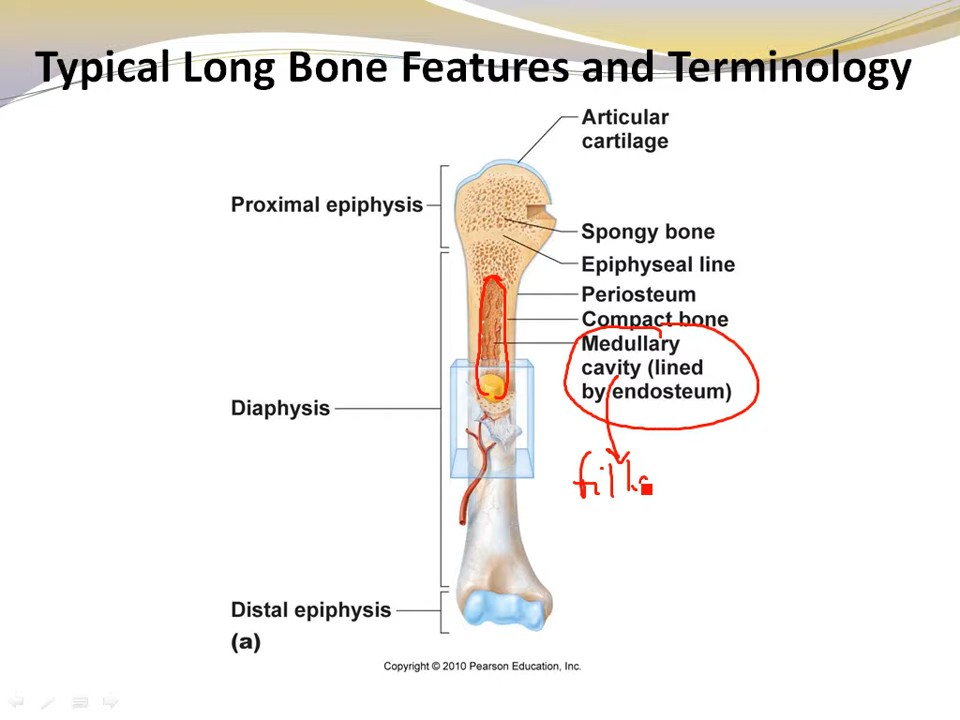 Typical Long Bone Features and Terminology
Articular
cartilage
Proximal epiphysis
Spongy bone
Epiphyseal line
Periosteum
Compact bone
Medullary
cavity (lined
by endosteum)
Diaphysis
Distal epiphysis
(a)
Copyright © 2010 Pearson Education, Inc.